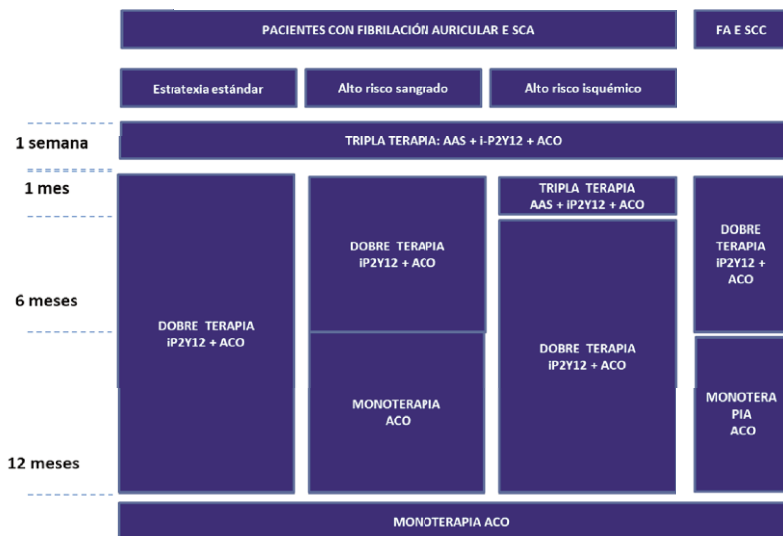 PACIENTES CON FIBRILACIÓN AURICULAR E SCA
FA E SCC
Estratexia estándar
Alto risco sangrado
Alto risco isquémico
1 semana
TRIPLA TERAPIA: AAS + i-P2Y12 + ACO
1 mes
TRIPLA TERAPIA
AAS + iP2Y12 + ACO
DOBRE TERAPIA
iP2Y12 + ACO
DOBRE
TERAPIA
iP2Y12 +
ACO
6 meses
DOBRE TERAPIA
iP2Y12 + ACO
DOBRE TERAPIA
iP2Y12 + ACO
MONOTERAPIA
ACO
MONOTERA
PIA
ACO
12 meses
MONOTERAPIA ACO